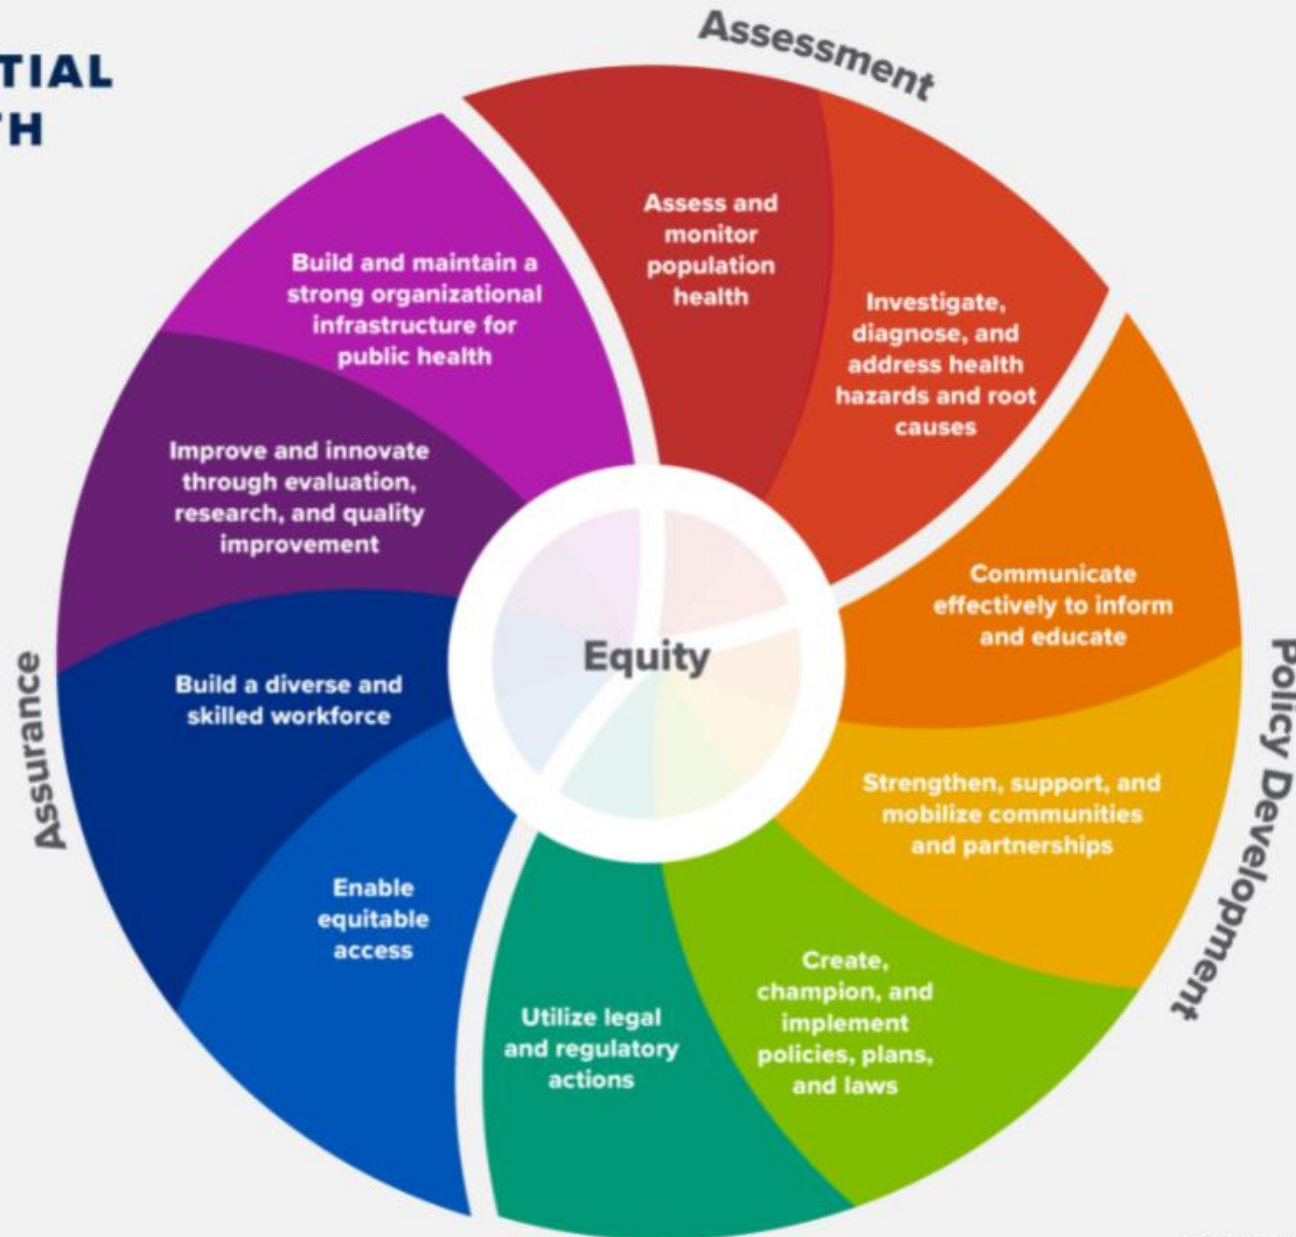 TIAL
TH
Assessment
Assess and
monitor
population
health
Investigate,
diagnose, and
address health
hazards and root
causes
Communicate
effectively to inform
and educate
Strengthen, support, and
mobilize communities
and partnerships
Create,
champion, and
implement
policies, plans,
and laws
Utilize legal
and regulatory
actions
Enable
equitable
access
Build a diverse and
skilled workforce
Improve and innovate
through evaluation,
research, and quality
improvement
Build and maintain a
strong organizational
infrastructure for
public health
Equity
Policy Development
Assurance